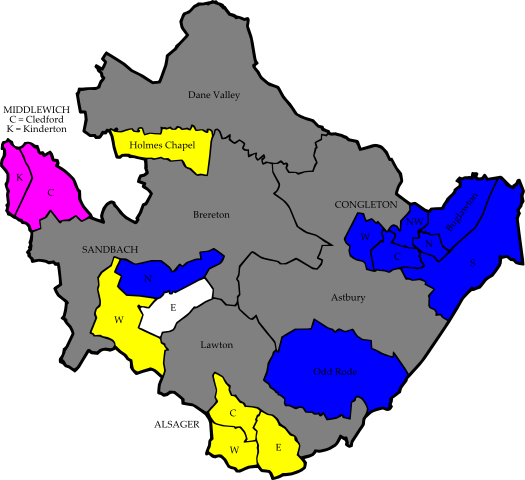 Dane Valley
MIDDLEWICH
C = Cledford
K = Kinderton
Holmes Chapel
K
C
CONGLETON
Buglawton
Brereton
NW
W
N
C
S
SANDBACH
N
Astbury
E
W
Lawton
Odd Rode
C
ALSAGER
W
E